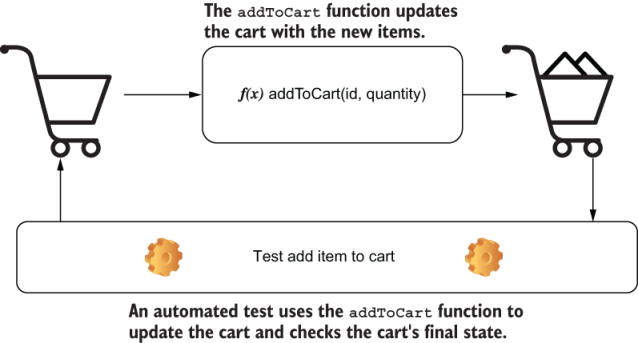 The addToCart function updates
the cart with the new items.
f(x) addToCart(id, quantity)
Test add item to cart
An automated test uses the addToCart function to
update the cart and checks the cart's final state.